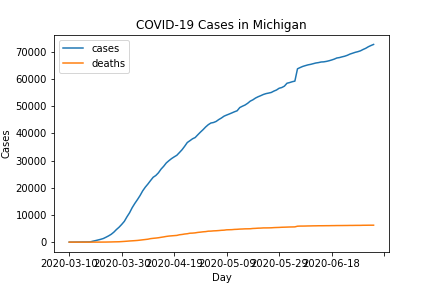 COVID-19 Cases in Michigan
cases
deaths
70000
60000
50000
40000
30000
20000
10000
0
Cases
2020-03-10 2020-03-30 2020-04-19 2020-05-09 2020-05-29 2020-06-18
Day